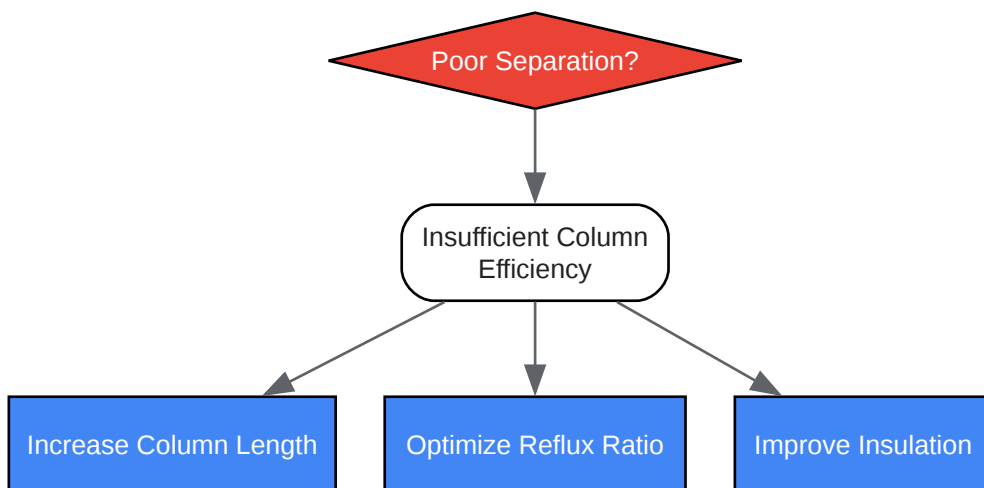 Poor Separation?
Insufficient Column
Efficiency
Increase Column Length
Optimize Reflux Ratio
Improve Insulation